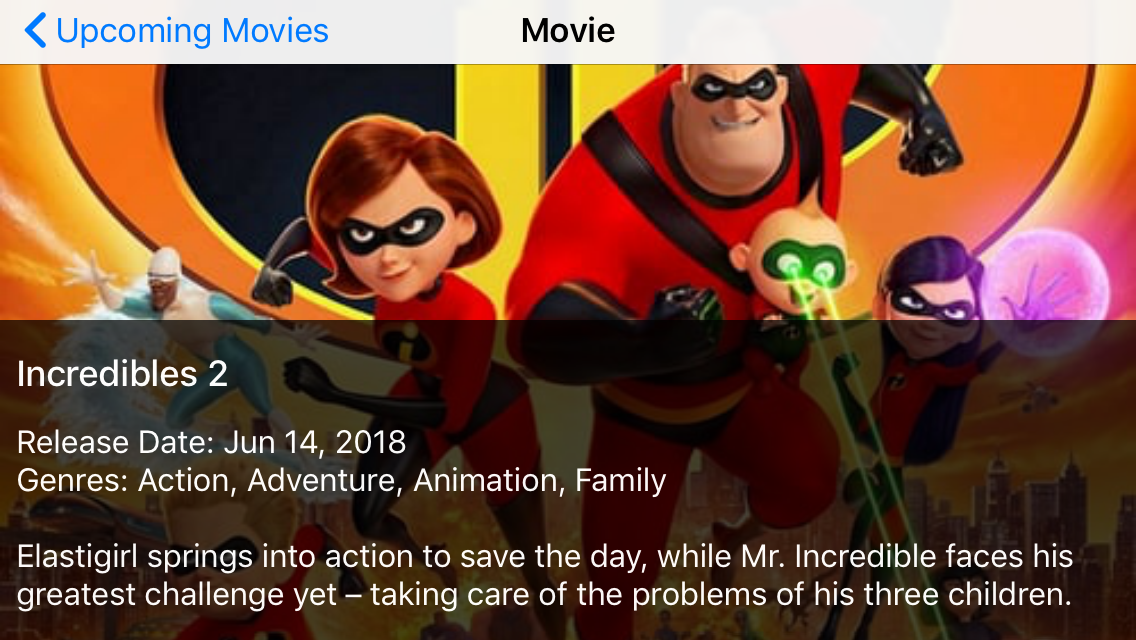 Upcoming Movies
Movie
Incredibles 2
Release Date: Jun 14, 2018
Genres: Action, Adventure, Animation, Family
Elastigirl springs into action to save the day, while Mr. Incredible faces his
greatest challenge yet – taking care of the problems of his three children.